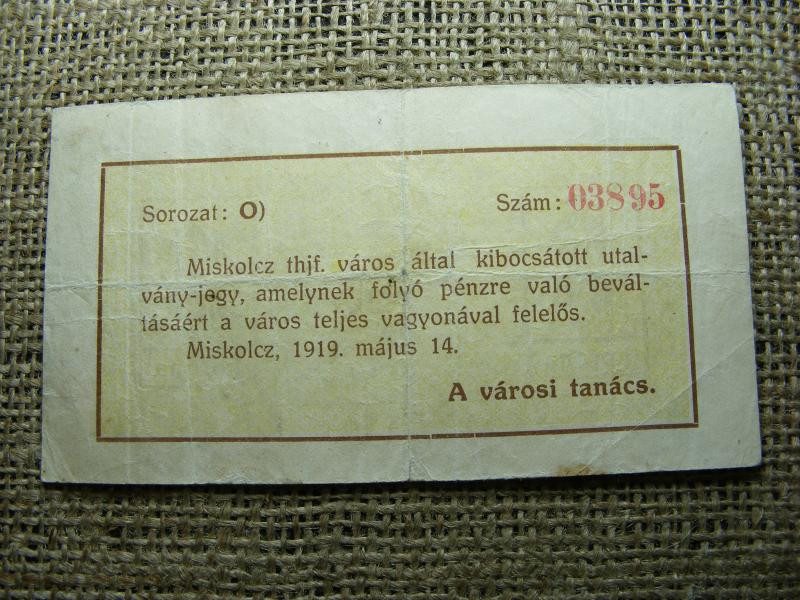 Sorozat: O) Szám: 03895
Miskolcz thjf. város által kibocsátott utal-
vány-jegy, amelynek folyó pénzre való bevál-
tásáért a város teljes vagyonával felelős.
Miskolcz, 1919. május 14.
A városi tanács.